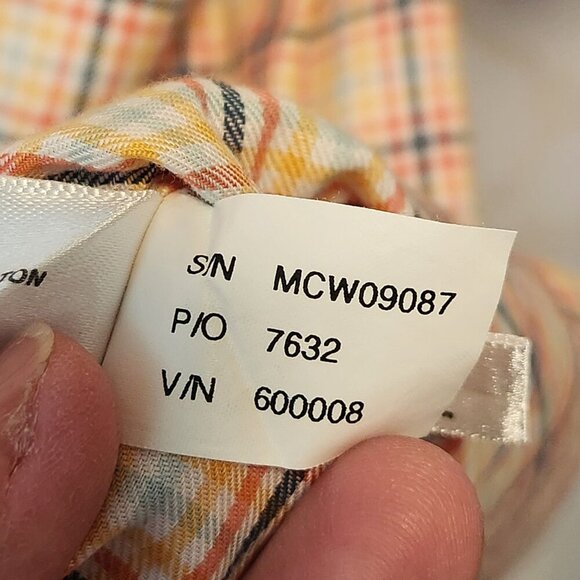 TON
S/N MCW09087
P/O 7632
V/N 600008